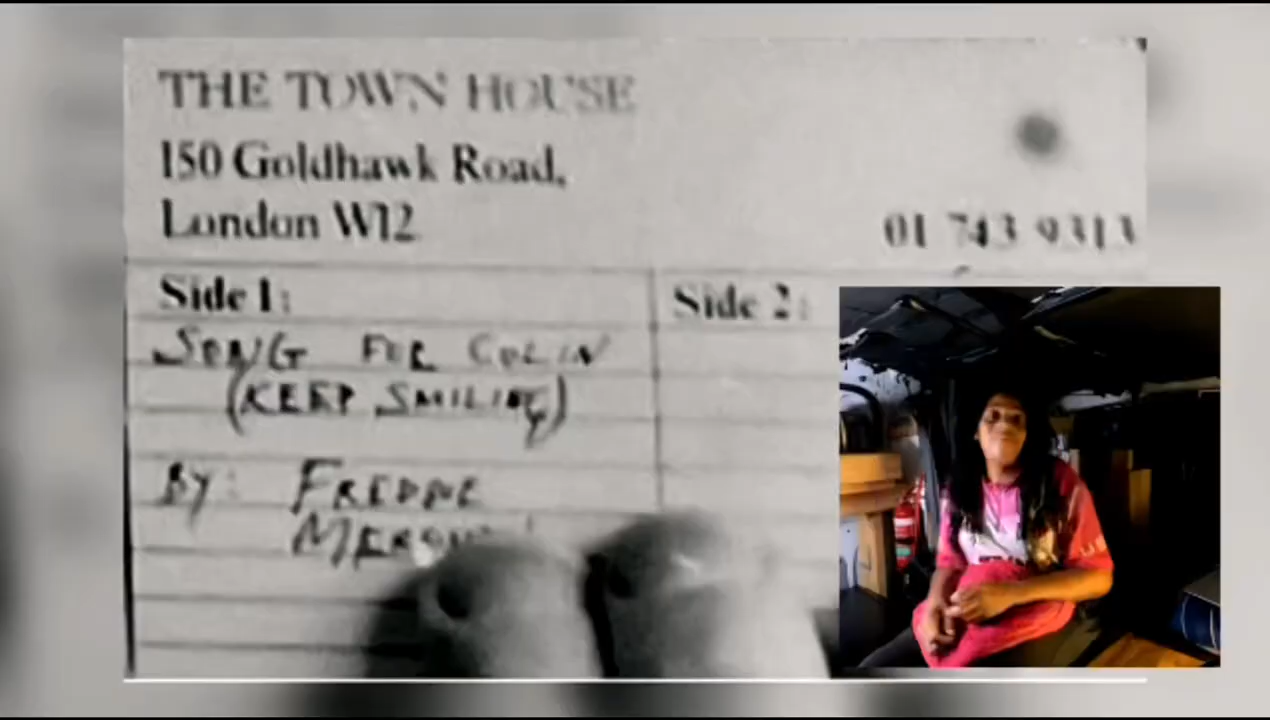 THE TOWN HOUSE
150 Goldhawk Road,
London W12
01 743 9313
Side 1:
Side 2:
SONG FOR COLIN
(KEEP SMILING)
BY: FREDDIE